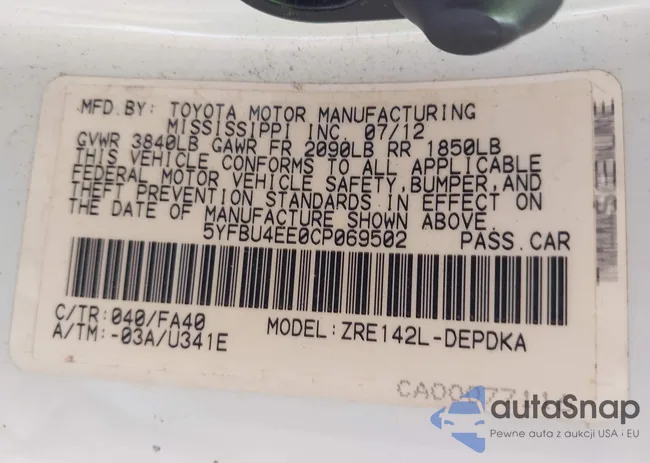 MFD.BY: TOYOTA MOTOR MANUFACTURING
MISSISSIPPI INC. 07/12
GVWR 3840LB GAWR FR 2090LB RR 1850LB
THIS VEHICLE CONFORMS TO ALL APPLICABLE
FEDERAL MOTOR VEHICLE SAFETY,BUMPER,AND
THEFT PREVENTION STANDARDS IN EFFECT ON
THE DATE OF MANUFACTURE SHOWN ABOVE.
5YFBU4EE0CP069502 PASS.CAR
C/TR:040/FA40
A/TM:-03A/U341E
MODEL:ZRE142L-DEPDKA
autoSnap
Pewne auta z aukcji USA i EU